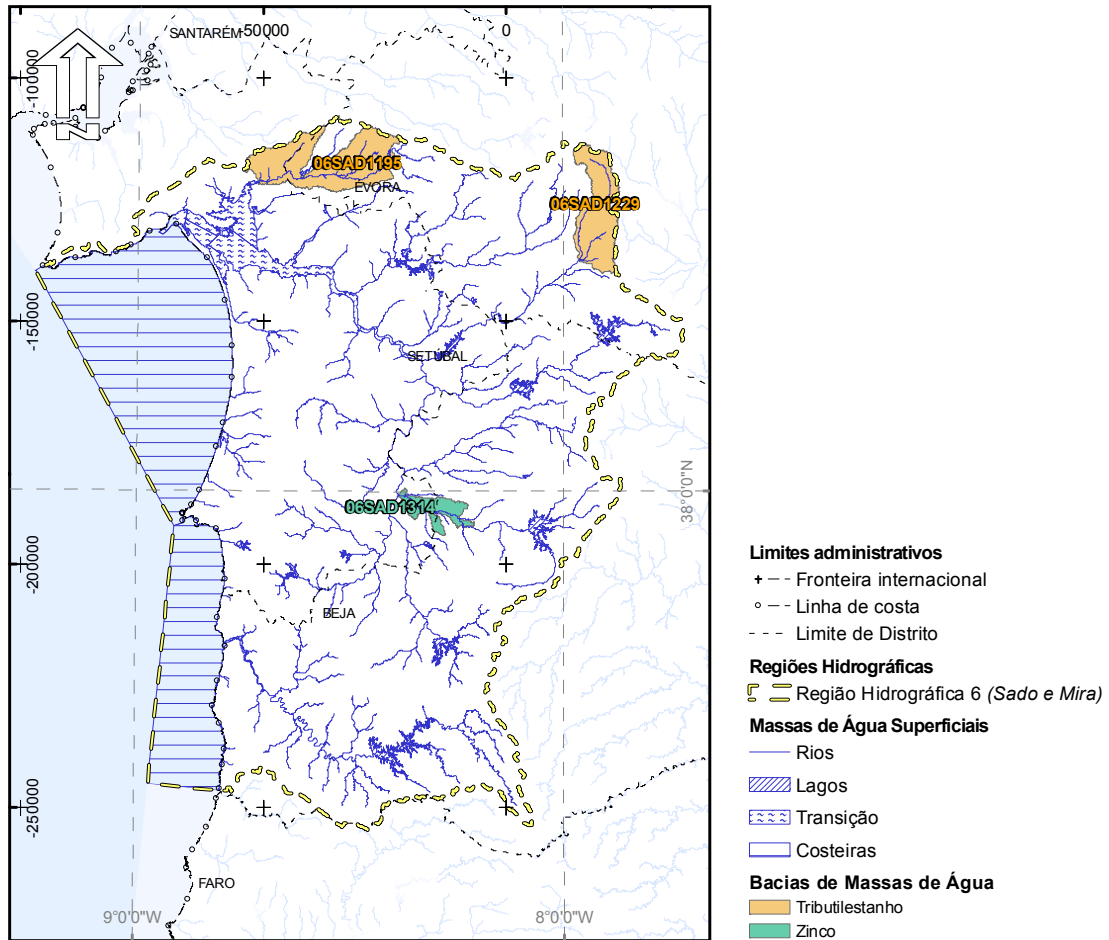 SANTARÉM
-50000
0
-100000
N
06SAD1195
ÉVORA
06SAD1229
-150000
SETÚBAL
38°0'0"N
06SAD1314
-200000
BEJA
-250000
FARO
9°0'0"W
8°0'0"W
Limites administrativos
Fronteira internacional
Linha de costa
Limite de Distrito
Regiões Hidrográficas
Região Hidrográfica 6 (Sado e Mira)
Massas de Água Superficiais
Rios
Lagos
Transição
Costeiras
Bacias de Massas de Água
Tributilestanho
Zinco